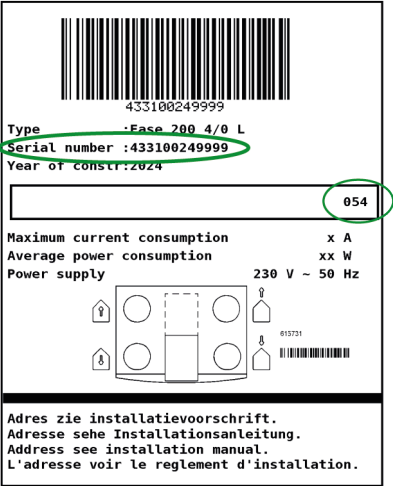 433100249999
Type :Ease 200 4/0 L
Serial number :433100249999
Year of constr:2024
054
Maximum current consumption x A
Average power consumption xx W
Power supply 230 V ~ 50 Hz
613731
Adres zie installatievoorschrift.
Adresse sehe Installationsanleitung.
Address see installation manual.
L'adresse voir le reglement d'installation.